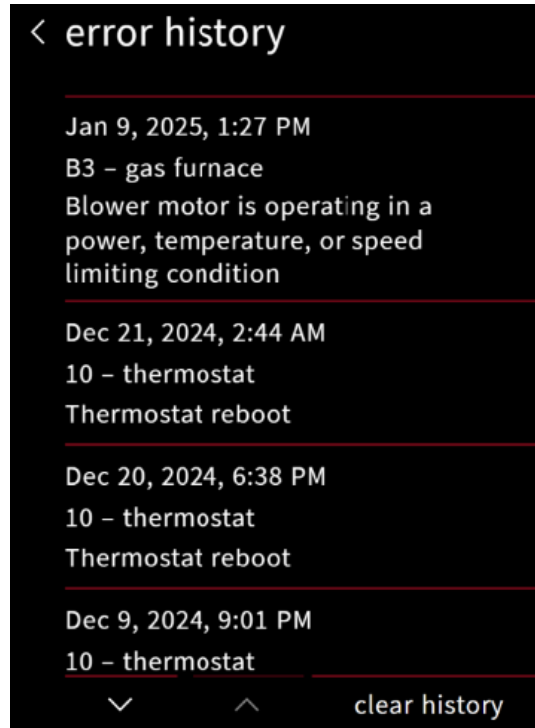 error history
Jan 9, 2025, 1:27 PM
B3 – gas furnace
Blower motor is operating in a
power, temperature, or speed
limiting condition
Dec 21, 2024, 2:44 AM
10 – thermostat
Thermostat reboot
Dec 20, 2024, 6:38 PM
10 – thermostat
Thermostat reboot
Dec 9, 2024, 9:01 PM
10 – thermostat
clear history